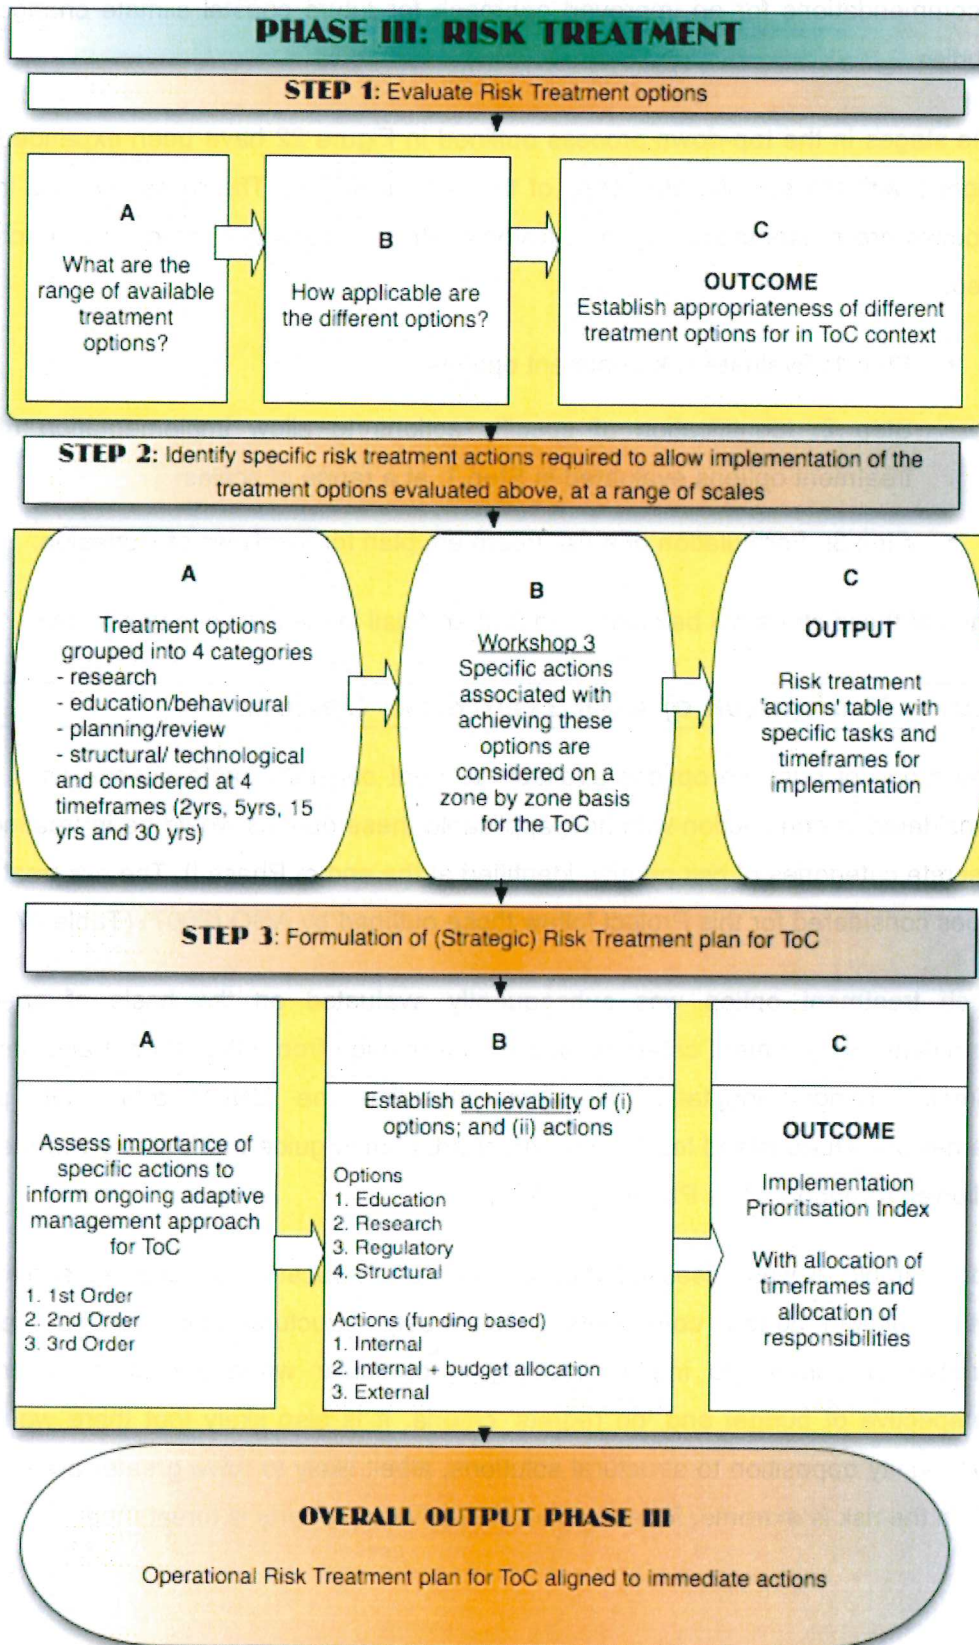 PHASE III: RISK TREATMENT
STEP 1: Evaluate Risk Treatment options
A
What are the
range of available
treatment
options?
B
How applicable are
the different options?
C
OUTCOME
Establish appropriateness of different
treatment options for in ToC context
STEP 2: Identify specific risk treatment actions required to allow implementation of the
treatment options evaluated above, at a range of scales
A
Treatment options
grouped into 4 categories
- research
- education/behavioural
- planning/review
- structural/ technological
and considered at 4
timeframes (2yrs, 5yrs, 15
yrs and 30 yrs)
B
Workshop 3
Specific actions
associated with
achieving these
options are
considered on a
zone by zone basis
for the ToC
C
OUTPUT
Risk treatment
'actions' table with
specific tasks and
timeframes for
implementation
STEP 3: Formulation of (Strategic) Risk Treatment plan for ToC
A
Assess importance of
specific actions to
inform ongoing adaptive
management approach
for ToC
1. 1st Order
2. 2nd Order
3. 3rd Order
B
Establish achievability of (i)
options; and (ii) actions
Options
1. Education
2. Research
3. Regulatory
4. Structural
Actions (funding based)
1. Internal
2. Internal + budget allocation
3. External
C
OUTCOME
Implementation
Prioritisation Index
With allocation of
timeframes and
allocation of
responsibilities
OVERALL OUTPUT PHASE III
Operational Risk Treatment plan for ToC aligned to immediate actions